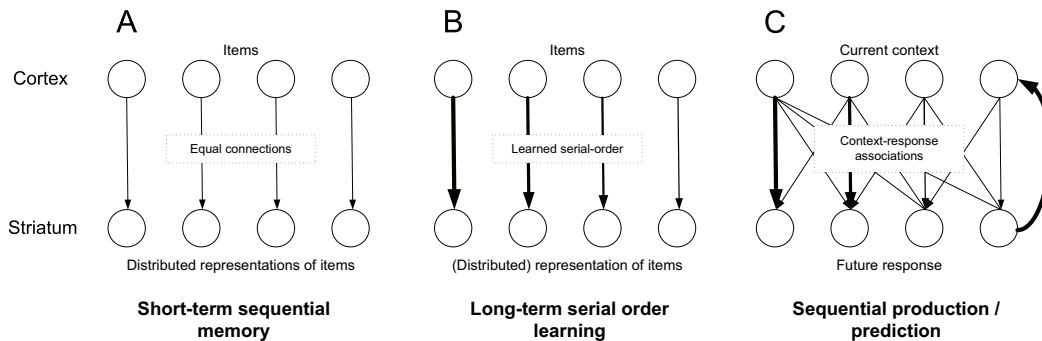 A
B
C
Items
Items
Current context
Cortex
Equal connections
Learned serial-order
Context-response
associations
Striatum
Distributed representations of items
(Distributed) representation of items
Future response
Short-term sequential
memory
Long-term serial order
learning
Sequential production /
prediction